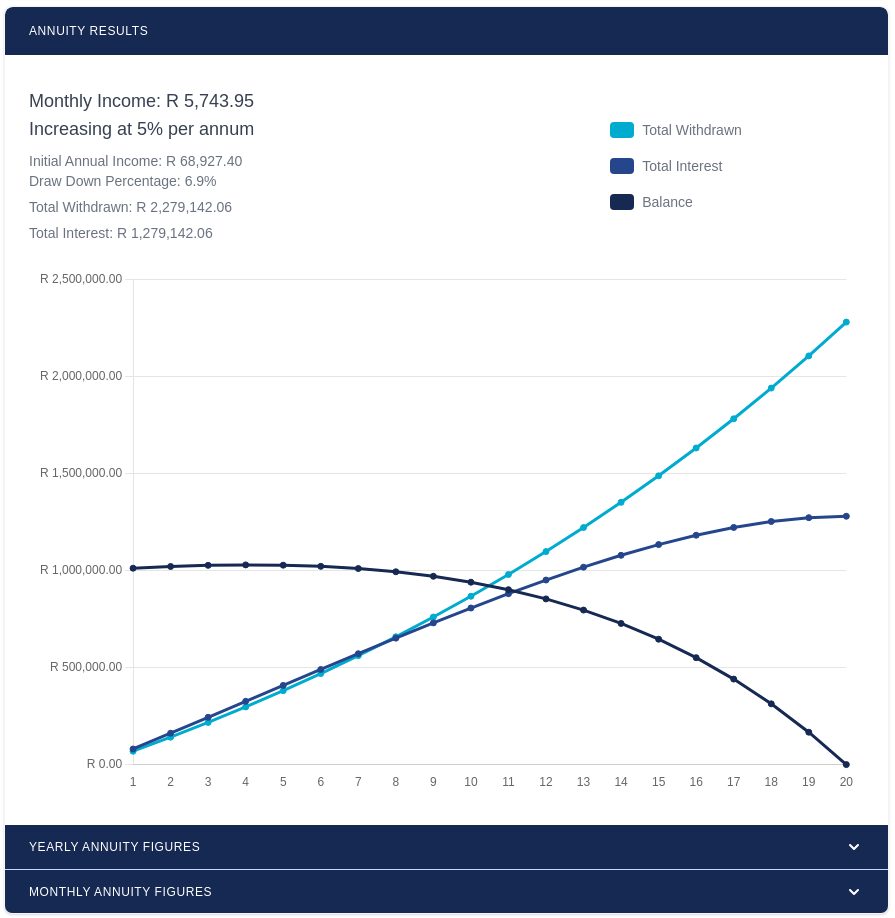 ANNUITY RESULTS
Monthly Income: R 5,743.95
Increasing at 5% per annum
Initial Annual Income: R 68,927.40
Draw Down Percentage: 6.9%
Total Withdrawn: R 2,279,142.06
Total Interest: R 1,279,142.06
Total Withdrawn
Total Interest
Balance
R 2,500,000.00
R 2,000,000.00
R 1,500,000.00
R 1,000,000.00
R 500,000.00
R 0.00
1 2 3 4 5 6 7 8 9 10 11 12 13 14 15 16 17 18 19 20
YEARLY ANNUITY FIGURES
MONTHLY ANNUITY FIGURES